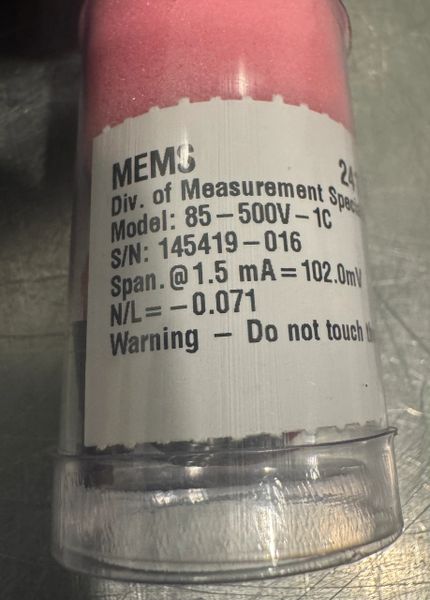 MEMS
Div. of Measurement
Model: 85-500V-1C
S/N: 145419-016
Span.@1.5 mA=102.0mV
N/L=-0.071
Warning - Do not touch